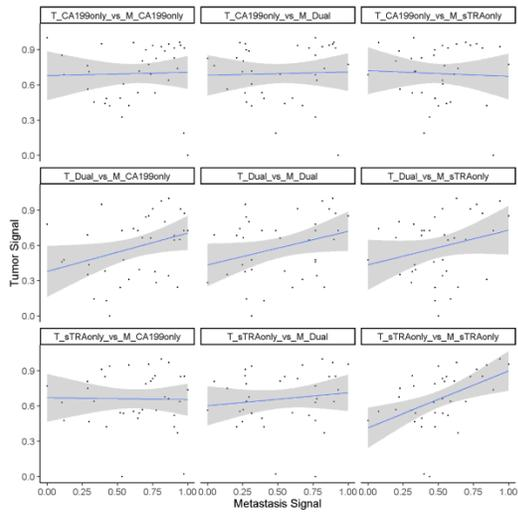 T_CA199only_vs_M_CA199only
T_CA199only_vs_M_Dual
T_CA199only_vs_M_sTRAonly
0.9
0.6
0.3
0.0
T_Dual_vs_M_CA199only
T_Dual_vs_M_Dual
T_Dual_vs_M_sTRAonly
Tumor Signal
0.9
0.6
0.3
0.0
T_sTRAonly_vs_M_CA199only
T_sTRAonly_vs_M_Dual
T_sTRAonly_vs_M_sTRAonly
0.9
0.6
0.3
0.0
0.00 0.25 0.50 0.75 1.00 0.00 0.25 0.50 0.75 1.00 0.00 0.25 0.50 0.75 1.00
Metastasis Signal